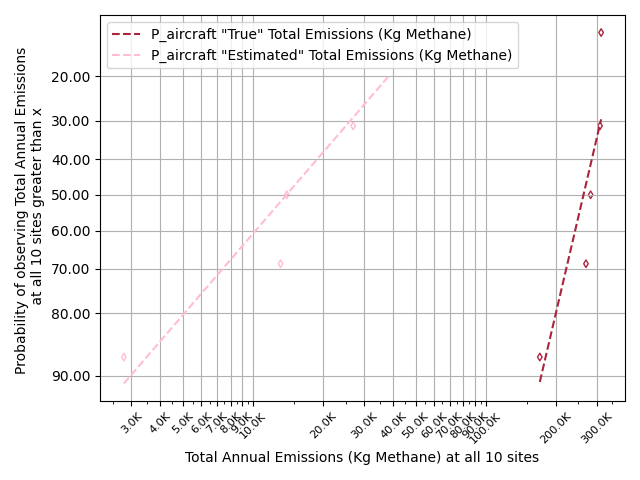 P_aircraft "True" Total Emissions (Kg Methane)
P_aircraft "Estimated" Total Emissions (Kg Methane)
Probability of observing Total Annual Emissions
at all 10 sites greater than x
20.00
30.00
40.00
50.00
60.00
70.00
80.00
90.00
3.0K
4.0K
5.0K
6.0K
7.0K
8.0K
9.0K
10.0K
20.0K
30.0K
40.0K
50.0K
60.0K
70.0K
80.0K
90.0K
100.0K
200.0K
300.0K
Total Annual Emissions (Kg Methane) at all 10 sites